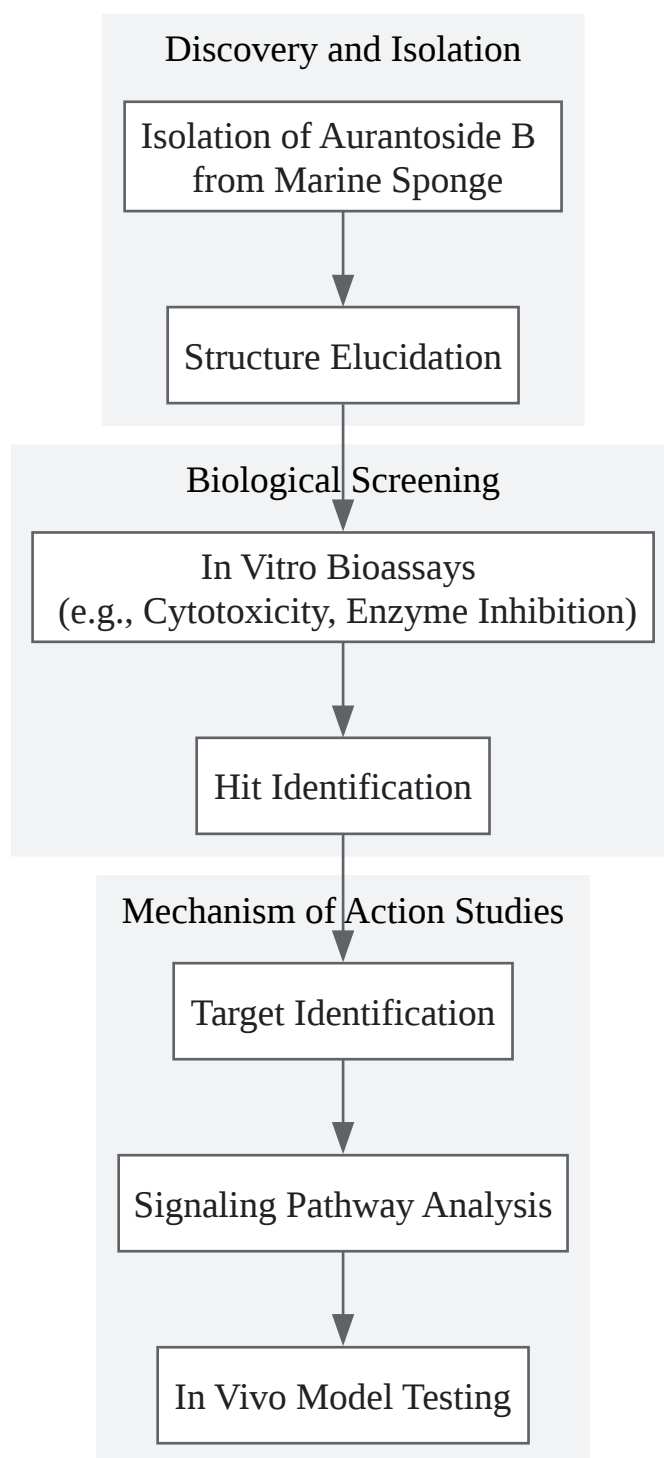 Discovery and Isolation
Isolation of Aurantoside B
from Marine Sponge
Structure Elucidation
Biological Screening
In Vitro Bioassays
(e.g., Cytotoxicity, Enzyme Inhibition)
Hit Identification
Mechanism of Action Studies
Target Identification
Signaling Pathway Analysis
In Vivo Model Testing